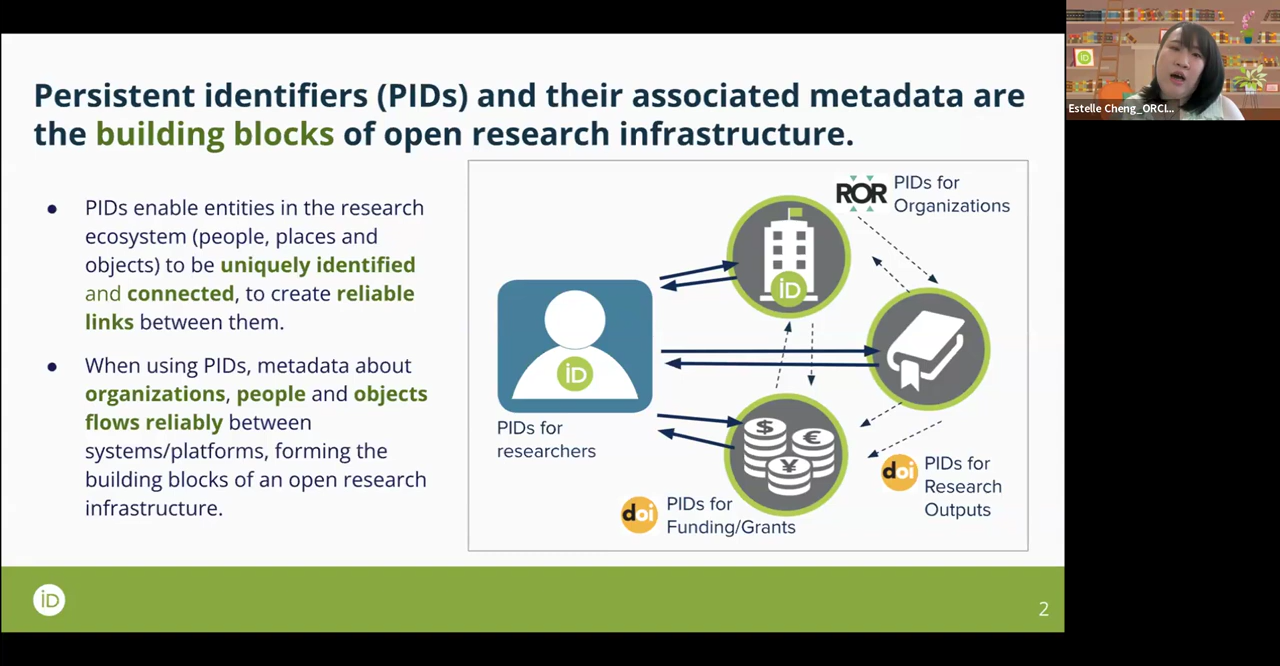 Persistent identifiers (PIDs) and their associated metadata are
the building blocks of open research infrastructure.
● PIDs enable entities in the research
ecosystem (people, places and
objects) to be uniquely identified
and connected, to create reliable
links between them.
● When using PIDs, metadata about
organizations, people and objects
flows reliably between
systems/platforms, forming the
building blocks of an open research
infrastructure.
ROR
PIDs for
Organizations
iD
iD
PIDs for
researchers
$ € ¥
doi
PIDs for
Funding/Grants
doi
PIDs for
Research
Outputs
iD
2
iD
Estelle Cheng_ORCI...